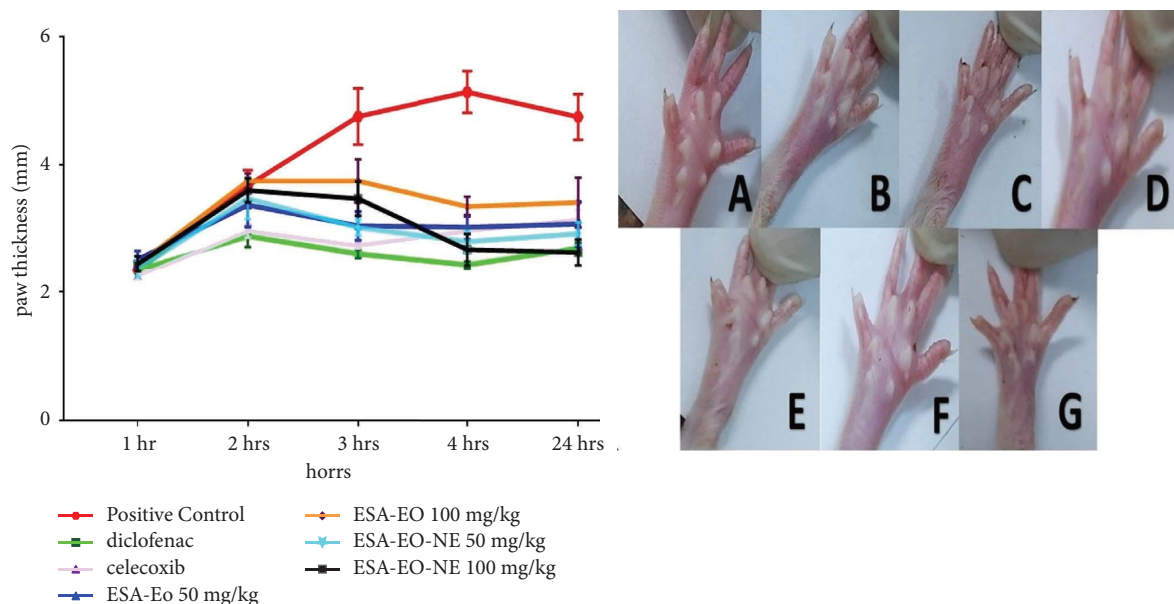 6
4
2
0
paw thickness (mm)
1 hr 2 hrs 3 hrs 4 hrs 24 hrs
horrs
Positive Control
diclofenac
celecoxib
ESA-Eo 50 mg/kg
ESA-EO 100 mg/kg
ESA-EO-NE 50 mg/kg
ESA-EO-NE 100 mg/kg
A B C D
E F G